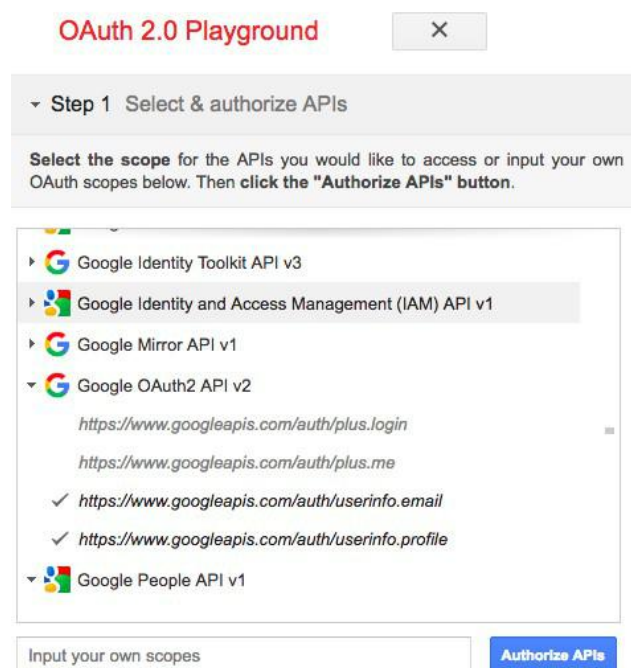 OAuth 2.0 Playground
Step 1 Select & authorize APIs
Select the scope for the APIs you would like to access or input your own
OAuth scopes below. Then click the "Authorize APIs" button.
Google Identity Toolkit API v3
Google Identity and Access Management (IAM) API v1
Google Mirror API v1
Google OAuth2 API v2
https://www.googleapis.com/auth/plus.login
https://www.googleapis.com/auth/plus.me
https://www.googleapis.com/auth/userinfo.email
https://www.googleapis.com/auth/userinfo.profile
Google People API v1
Input your own scopes
Authorize APIs